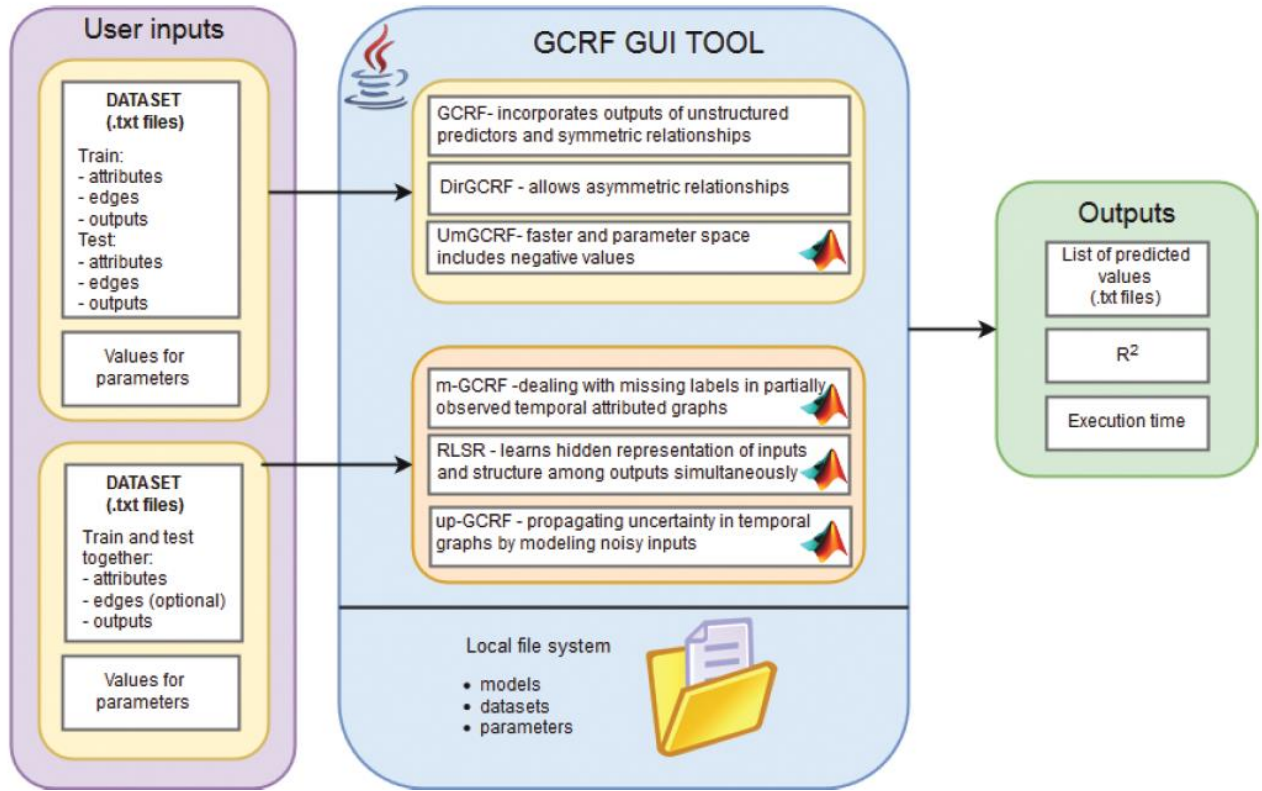 User inputs
DATASET
(.txt files)
Train:
- attributes
- edges
- outputs
Test:
- attributes
- edges
- outputs
Values for
parameters
DATASET
(.txt files)
Train and test
together:
- attributes
- edges (optional)
- outputs
Values for
parameters
GCRF GUI TOOL
GCRF- incorporates outputs of unstructured
predictors and symmetric relationships
DirGCRF - allows asymmetric relationships
UmGCRF- faster and parameter space
includes negative values
m-GCRF -dealing with missing labels in partially
observed temporal attributed graphs
RLSR - learns hidden representation of inputs
and structure among outputs simultaneously
up-GCRF - propagating uncertainty in temporal
graphs by modeling noisy inputs
Local file system
• models
• datasets
• parameters
Outputs
List of predicted
values
(.txt files)
R²
Execution time